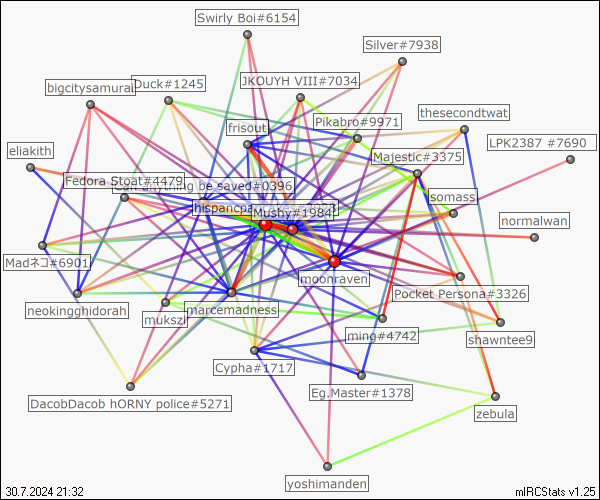 Swirly Boi#6154
Silver#7938
JKOUYH VIII#7034
Duck#1245
bigcitysamurai
thesecondtwat
Pikabro#9971
frisout
LPK2387 #7690
eliakith
Majestic#3375
Fedora Stoat#4479
anything be saved#0396
somass
Mushy#1984
normalwan
Madネコ#6901
moonraven
Pocket Persona#3326
neokingghidorah
mukszi
marcemadness
ming#4742
shawntee9
Cypha#1717
Eg.Master#1378
DacobDacob hORNY police#5271
zebula
yoshimanden
30.7.2024 21:32
mIRCStats v1.25